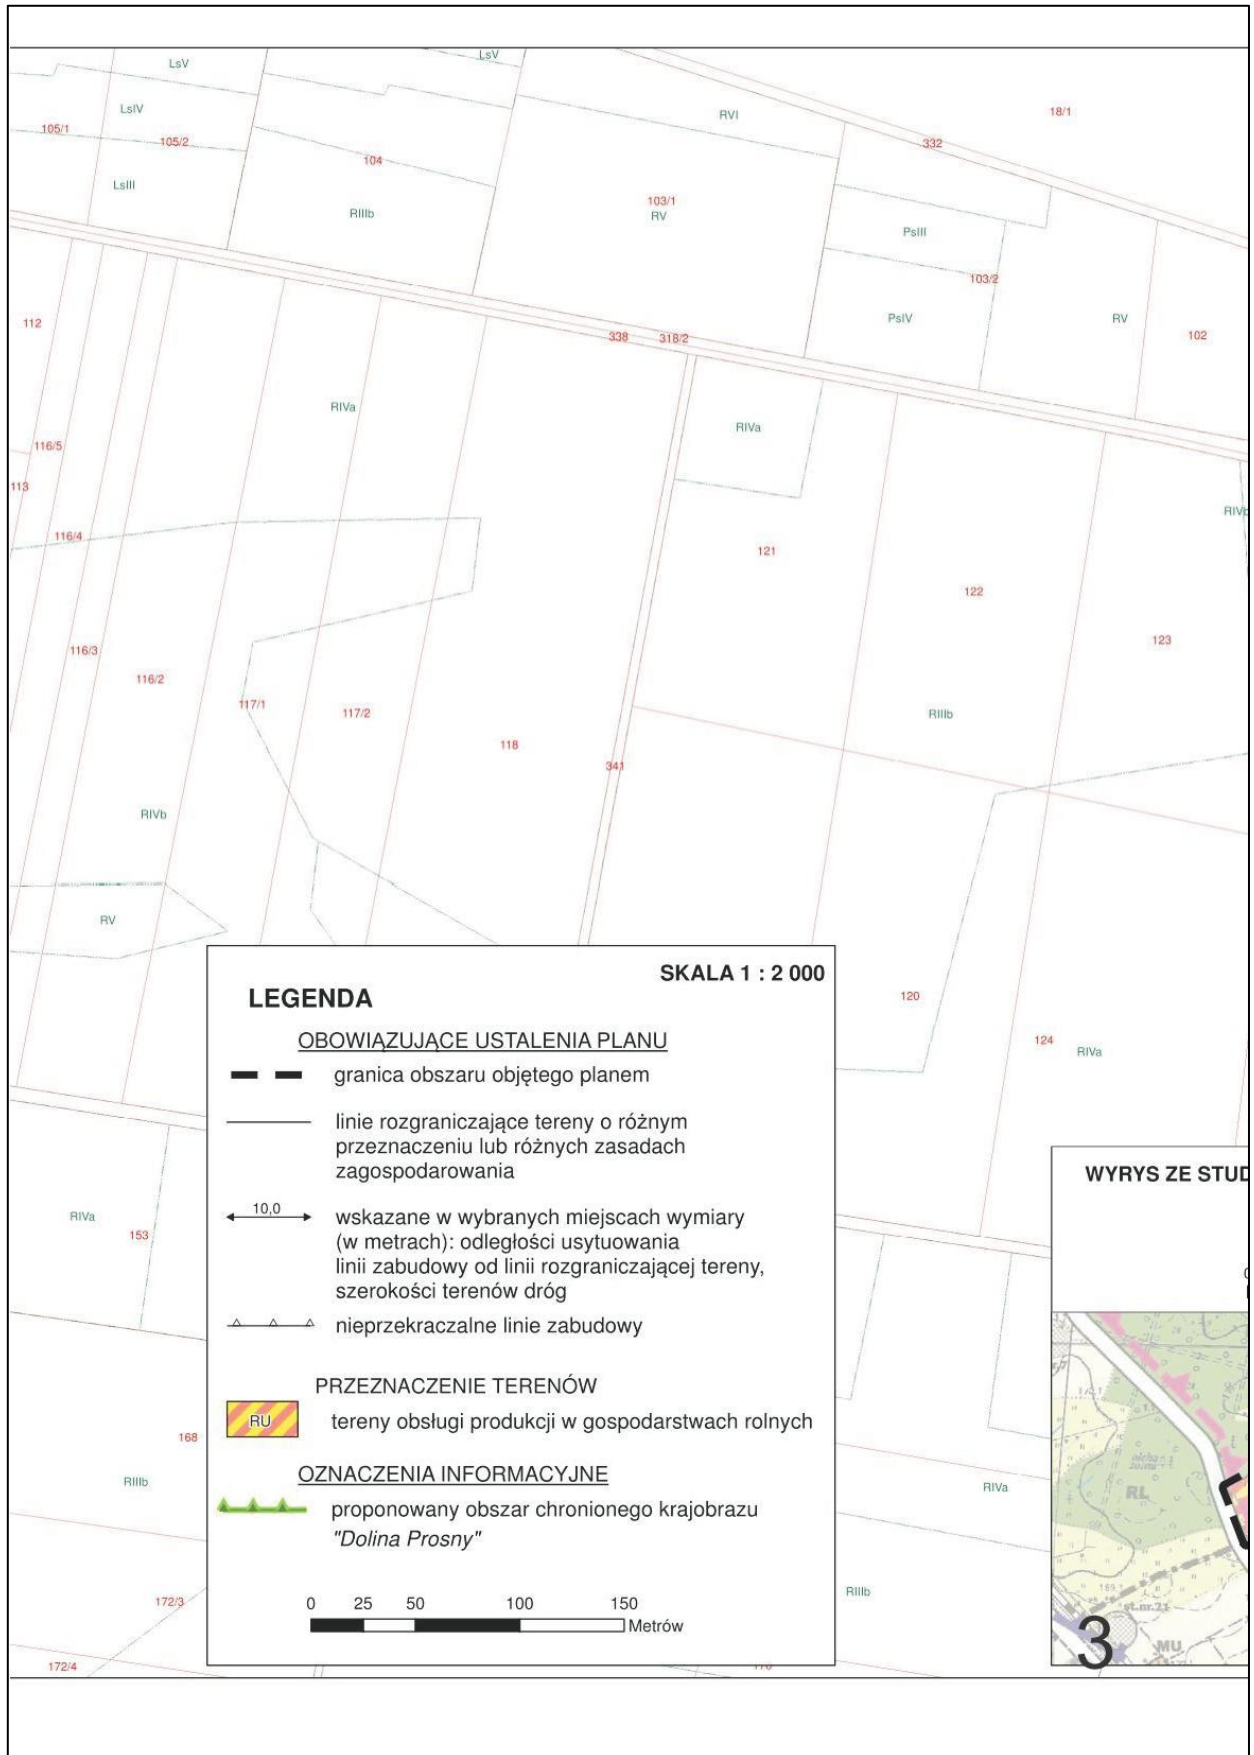 LsV
LsV
LsIV
RVI
18/1
105/1
105/2
332
104
LsIII
103/1
RIIIb
RV
PsIII
103/2
112
PsIV
RV
102
338
318/2
RIVa
RIVa
116/5
113
RIVb
116/4
121
122
123
116/3
116/2
117/1
117/2
RIIIb
118
341
RIVb
RV
120
124
RIVa
SKALA 1 : 2 000
LEGENDA
OBOWIĄZUJĄCE USTALENIA PLANU
granica obszaru objętego planem
linie rozgraniczające tereny o różnym
przeznaczeniu lub różnych zasadach
zagospodarowania
10,0
wskazane w wybranych miejscach wymiary
(w metrach): odległości usytuowania
linii zabudowy od linii rozgraniczającej tereny,
szerokości terenów dróg
nieprzekraczalne linie zabudowy
PRZEZNACZENIE TERENÓW
RU
tereny obsługi produkcji w gospodarstwach rolnych
OZNACZENIA INFORMACYJNE
proponowany obszar chronionego krajobrazu
"Dolina Prosny"
0 25 50 100 150
Metrów
RIVa
153
168
RIIIb
172/3
172/4
RIVa
RIIIb
WYRYS ZE STUD
RL
st.nr.21
MU
3